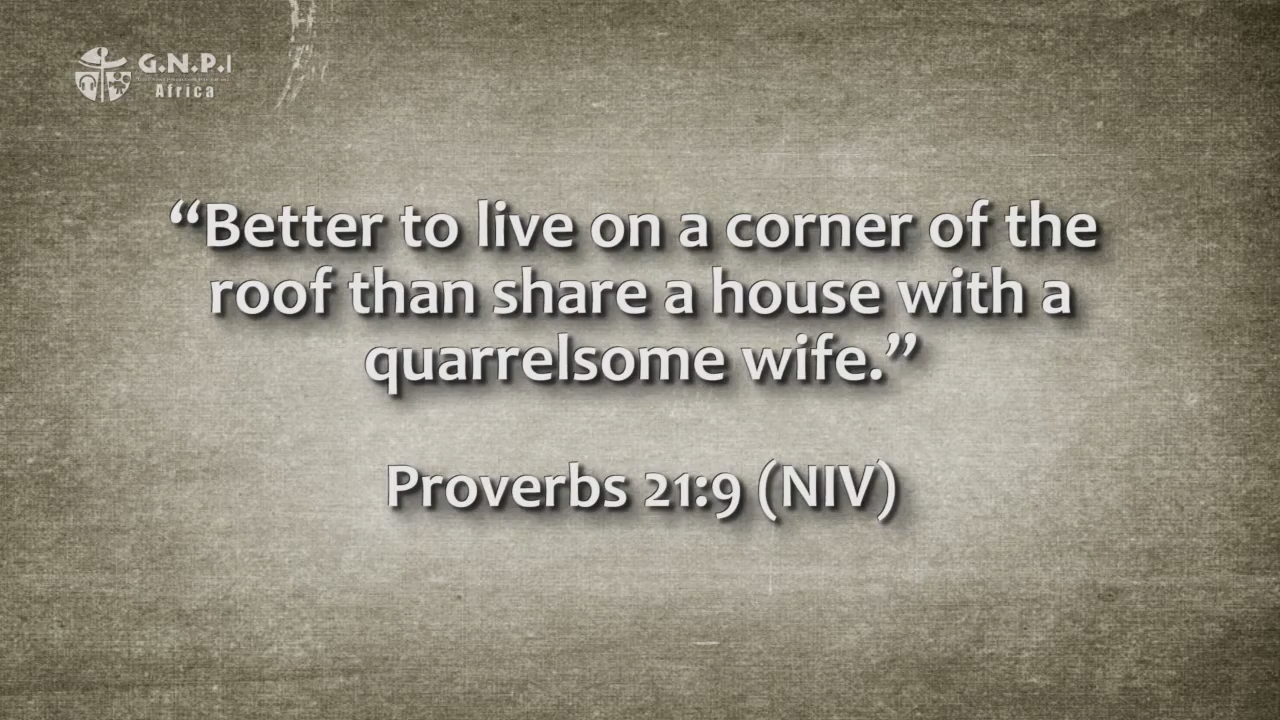 G.N.P.I
Africa
“Better to live on a corner of the
roof than share a house with a
quarrelsome wife.”
Proverbs 21:9 (NIV)